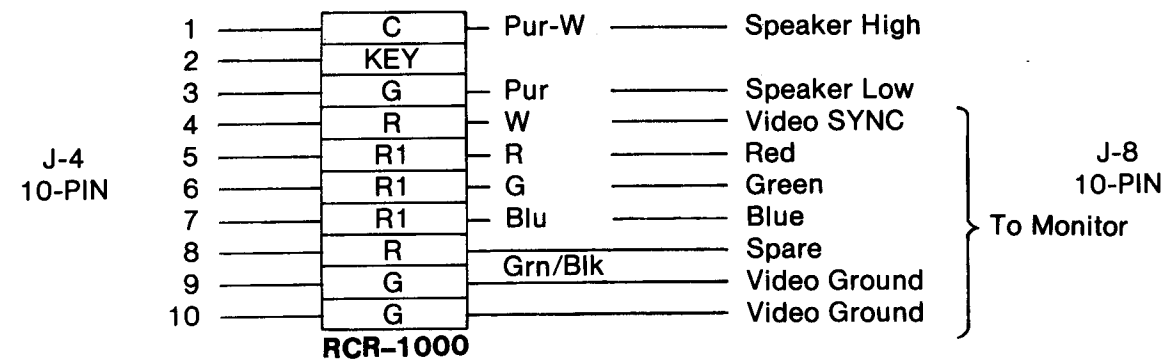 1 C Pur-W Speaker High
2 KEY
3 G Pur Speaker Low
4 R W Video SYNC
J-4 5 R1 R Red J-8
10-PIN 6 R1 G Green 10-PIN
7 R1 Blu Blue To Monitor
8 R Spare
Grn/Blk
9 G Video Ground
10 G Video Ground
RCR-1000